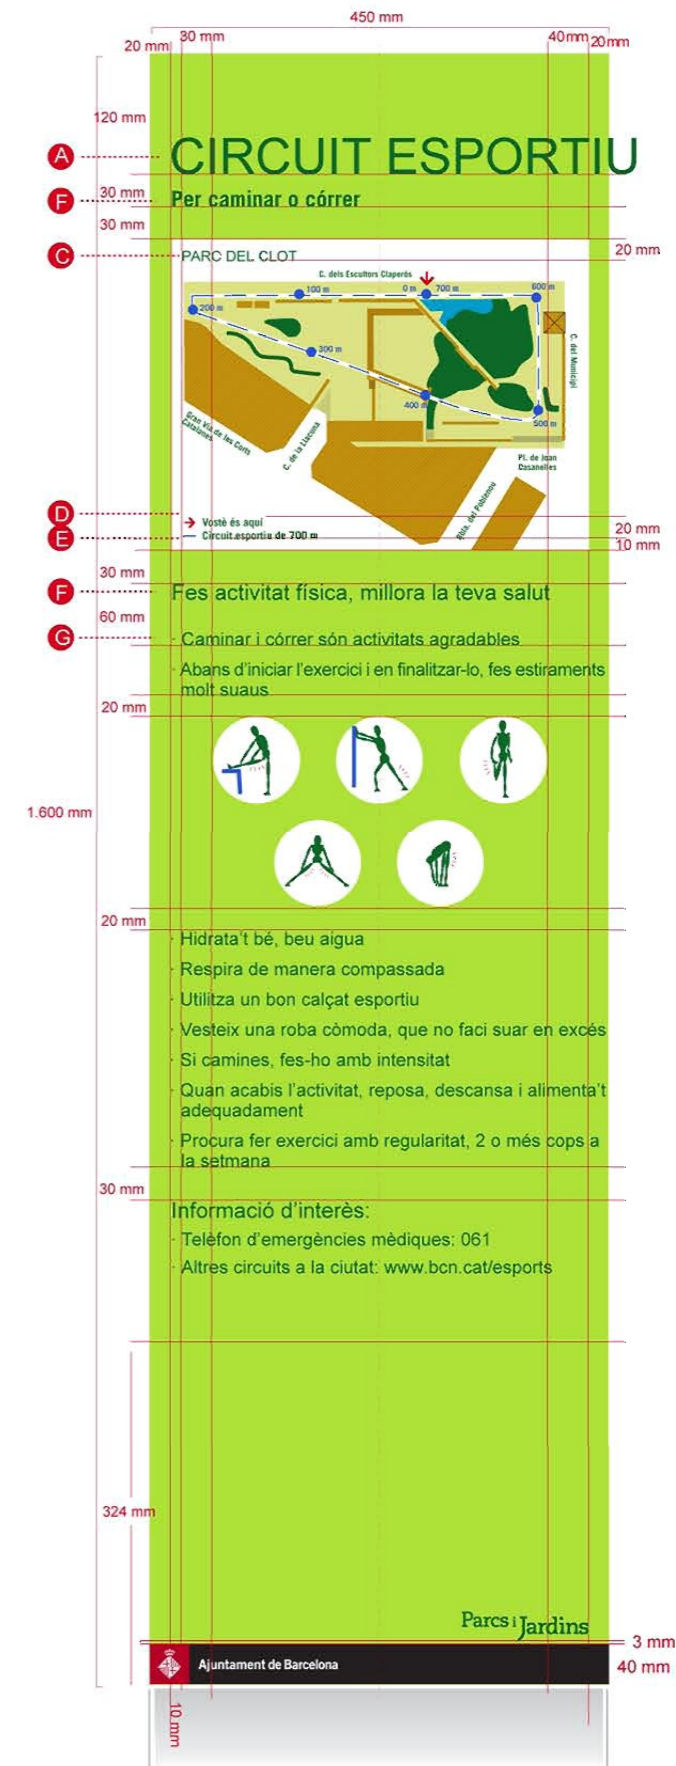 450 mm
20 mm
30 mm
40mm
20mm
120 mm
A
CIRCUIT ESPORTIU
F
30 mm
Per caminar o córrer
30 mm
C
PARC DEL CLOT
20 mm
C. dels Escultors Claperós
100 m
0 m
700 m
600 m
200 m
300 m
400 m
500 m
C. del Municipi
Gran Via de les Corts
Catalanes
C. de la Llacuna
Pl. de Joan
Casanelles
Rbla. del Poblenou
D
Vostè és aquí
20 mm
E
Circuit esportiu de 700 m
10 mm
30 mm
F
Fes activitat física, millora la teva salut
60 mm
G
· Caminar i córrer són activitats agradables
· Abans d'iniciar l'exercici i en finalitzar-lo, fes estiraments
molt suaus
20 mm
1.600 mm
20 mm
· Hidrata't bé, beu aigua
· Respira de manera compassada
· Utilitza un bon calçat esportiu
· Vesteix una roba còmoda, que no faci suar en excés
· Si camines, fes-ho amb intensitat
· Quan acabis l'activitat, reposa, descansa i alimenta't
adequadament
· Procura fer exercici amb regularitat, 2 o més cops a
la setmana
30 mm
Informació d'interès:
· Telèfon d'emergències mèdiques: 061
· Altres circuits a la ciutat: www.bcn.cat/esports
324 mm
Parcs i Jardins
3 mm
Ajuntament de Barcelona
40 mm
10 mm